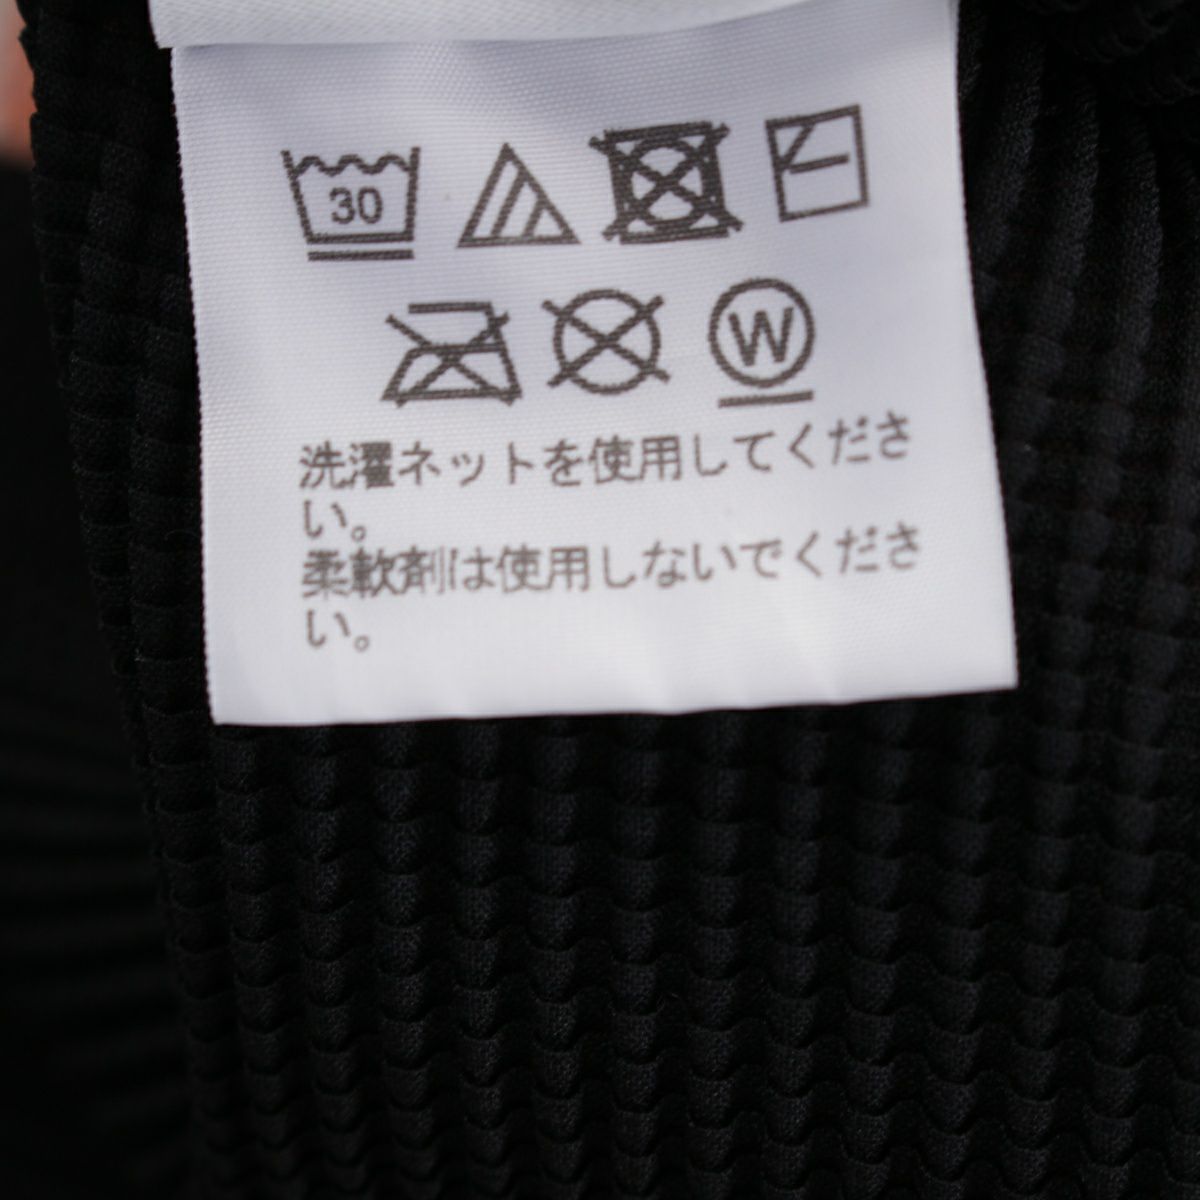 30
W
洗濯ネットを使用してくださ
い。
柔軟剤は使用しないでくださ
い。